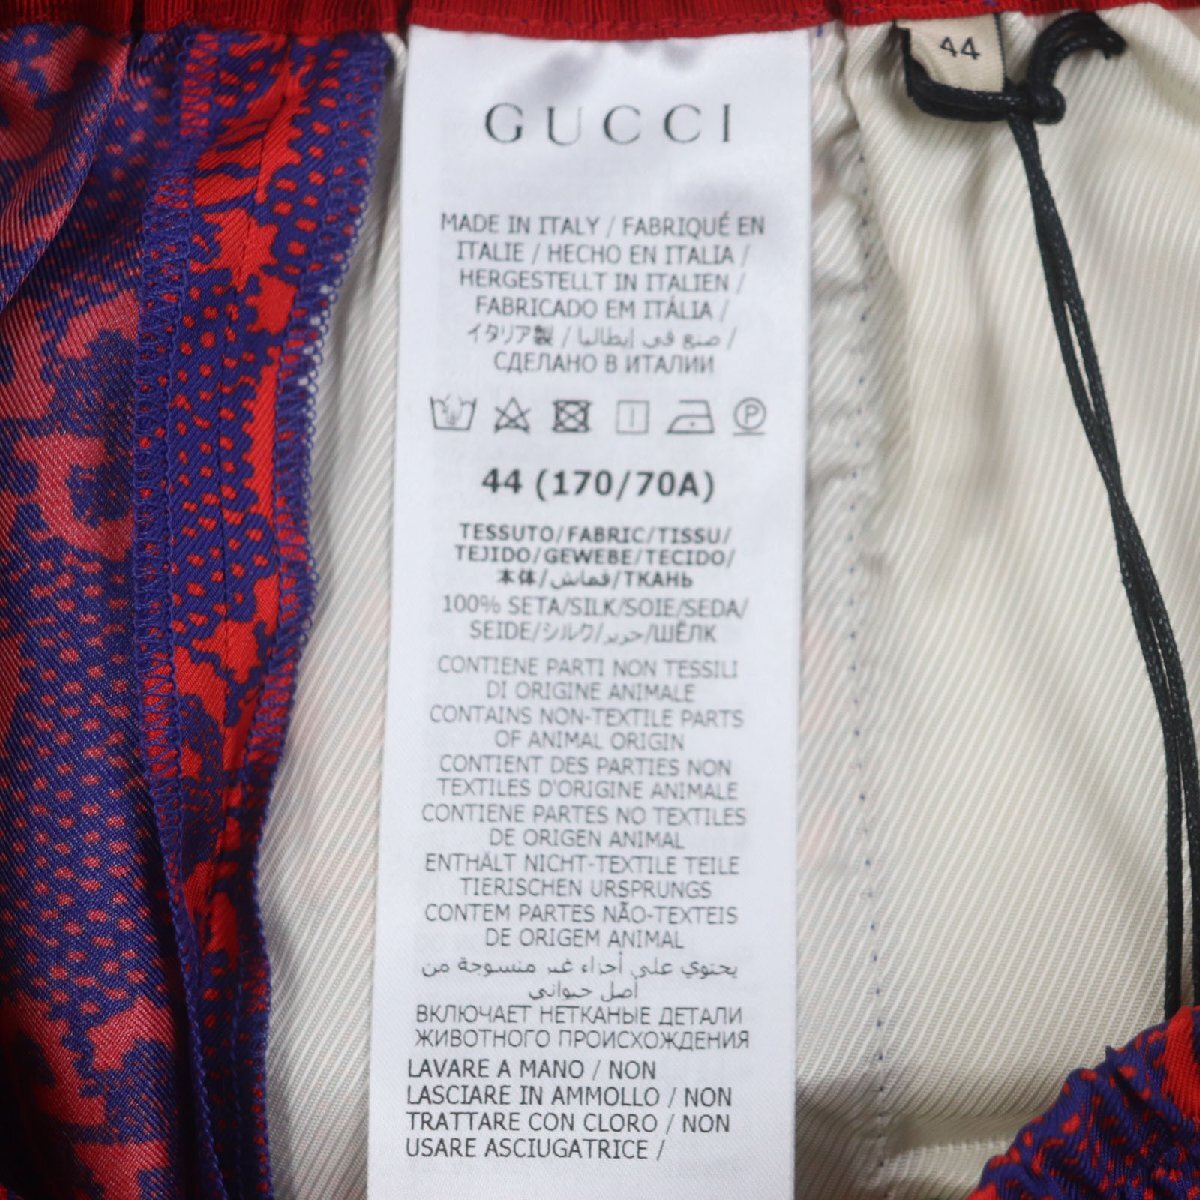 44
GUCCI
MADE IN ITALY / FABRIQUÉ EN
ITALIE / HECHO EN ITALIA /
HERGESTELLT IN ITALIEN /
FABRICADO EM ITÁLIA /
イタリア製 / صنع في إيطاليا /
СДЕЛАНО В ИТАЛИИ
P
44 (170/70A)
TESSUTO/FABRIC/TISSU/
TEJIDO/GEWEBE/TECIDO/
本体/قماش/ТКАНЬ
100% SETA/SILK/SOIE/SEDA/
SEIDE/シルク/حرير/ШЁЛК
CONTIENE PARTI NON TESSILI
DI ORIGINE ANIMALE
CONTAINS NON-TEXTILE PARTS
OF ANIMAL ORIGIN
CONTIENT DES PARTIES NON
TEXTILES D'ORIGINE ANIMALE
CONTIENE PARTES NO TEXTILES
DE ORIGEN ANIMAL
ENTHÄLT NICHT-TEXTILE TEILE
TIERISCHEN URSPRUNGS
CONTEM PARTES NÃO-TEXTEIS
DE ORIGEM ANIMAL
يحتوي على أجزاء غير منسوجة من
أصل حيواني
ВКЛЮЧАЕТ НЕТКАНЫЕ ДЕТАЛИ
ЖИВОТНОГО ПРОИСХОЖДЕНИЯ
LAVARE A MANO / NON
LASCIARE IN AMMOLLO / NON
TRATTARE CON CLORO / NON
USARE ASCIUGATRICE /